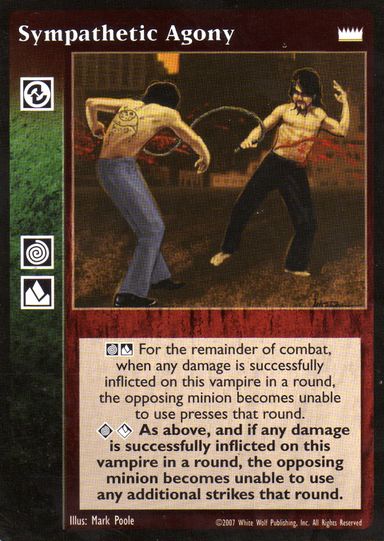 Sympathetic Agony
For the remainder of combat,
when any damage is successfully
inflicted on this vampire in a round,
the opposing minion becomes unable
to use presses that round.
As above, and if any damage
is successfully inflicted on this
vampire in a round, the opposing
minion becomes unable to use
any additional strikes that round.
Illus: Mark Poole
©2007 White Wolf Publishing, Inc. All Rights Reserved